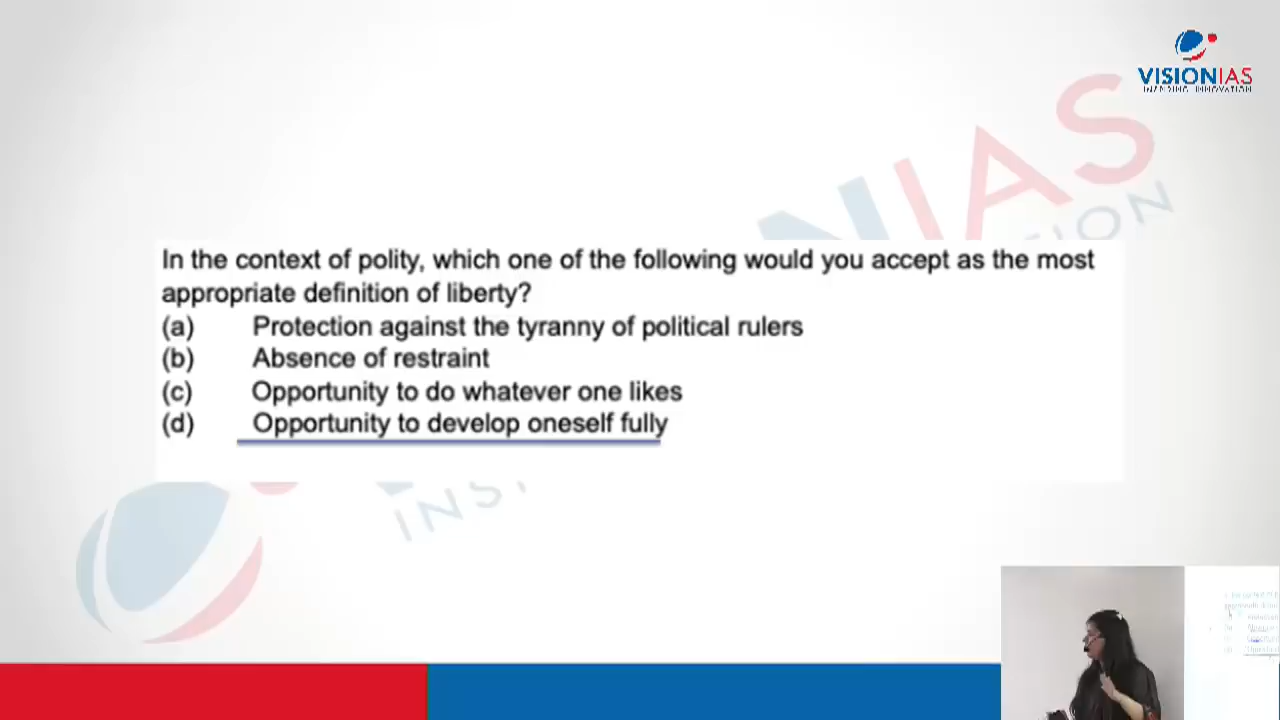 VISIONIAS
INSPIRING INNOVATION
In the context of polity, which one of the following would you accept as the most
appropriate definition of liberty?
(a) Protection against the tyranny of political rulers
(b) Absence of restraint
(c) Opportunity to do whatever one likes
(d) Opportunity to develop oneself fully